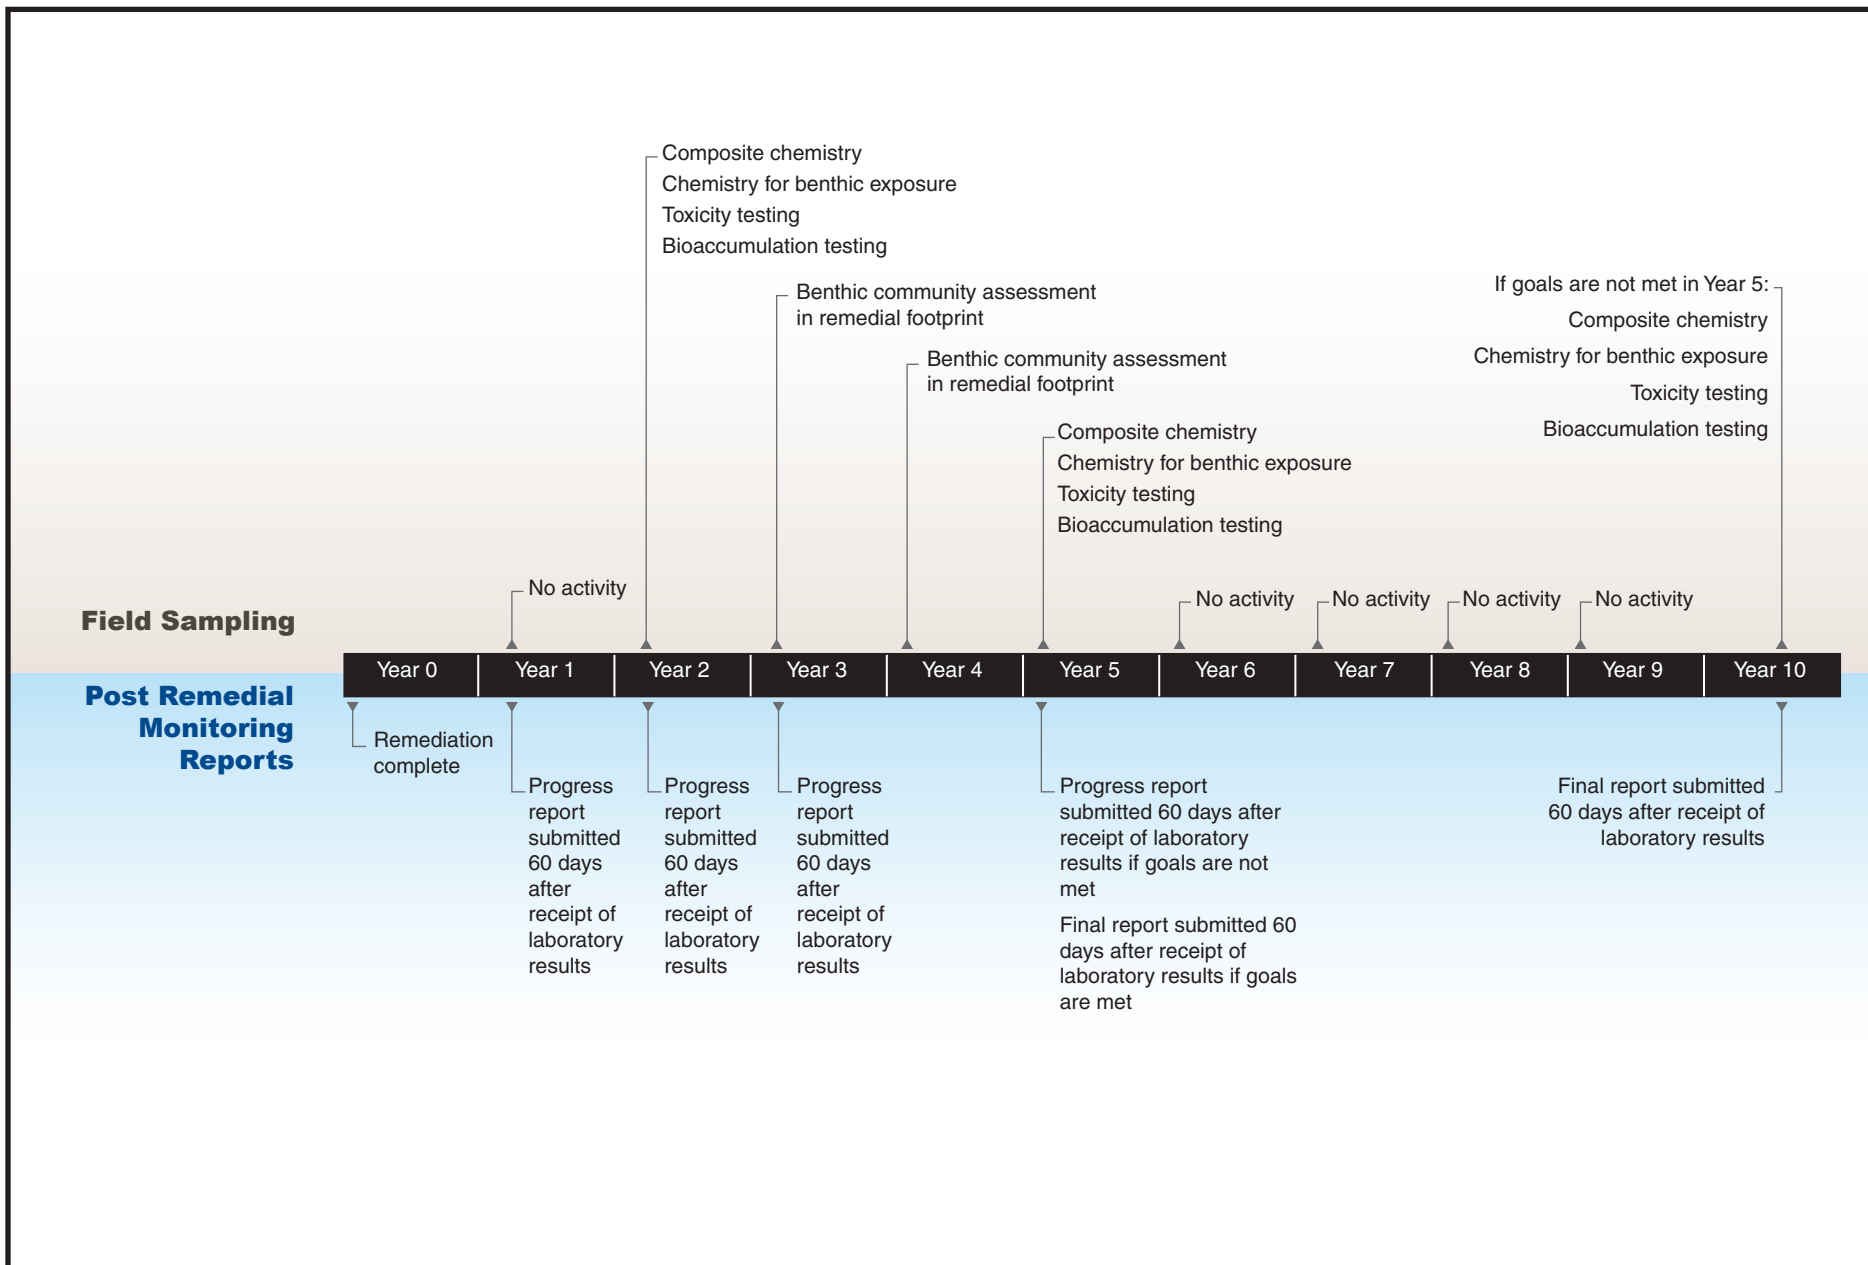 Composite chemistry
Chemistry for benthic exposure
Toxicity testing
Bioaccumulation testing
Benthic community assessment
in remedial footprint
Benthic community assessment
in remedial footprint
Composite chemistry
Chemistry for benthic exposure
Toxicity testing
Bioaccumulation testing
If goals are not met in Year 5:
Composite chemistry
Chemistry for benthic exposure
Toxicity testing
Bioaccumulation testing
No activity
No activity
No activity
No activity
No activity
Field Sampling
Year 0
Year 1
Year 2
Year 3
Year 4
Year 5
Year 6
Year 7
Year 8
Year 9
Year 10
Post Remedial
Monitoring
Reports
Remediation
complete
Progress
report
submitted
60 days
after
receipt of
laboratory
results
Progress
report
submitted
60 days
after
receipt of
laboratory
results
Progress
report
submitted
60 days
after
receipt of
laboratory
results
Progress report
submitted 60 days after
receipt of laboratory
results if goals are not
met
Final report submitted 60
days after receipt of
laboratory results if goals
are met
Final report submitted
60 days after receipt of
laboratory results